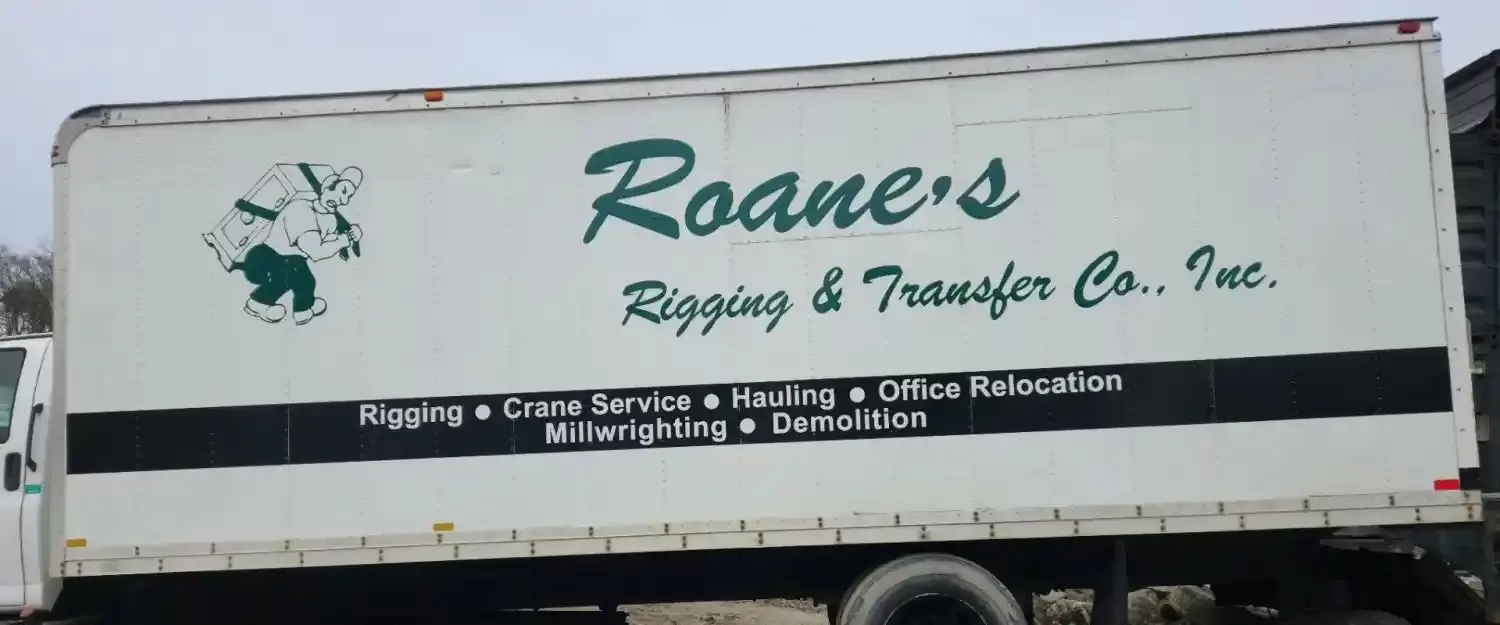 Roane's
Rigging & Transfer Co., Inc.
Rigging • Crane Service • Hauling • Office Relocation
Millwrighting • Demolition